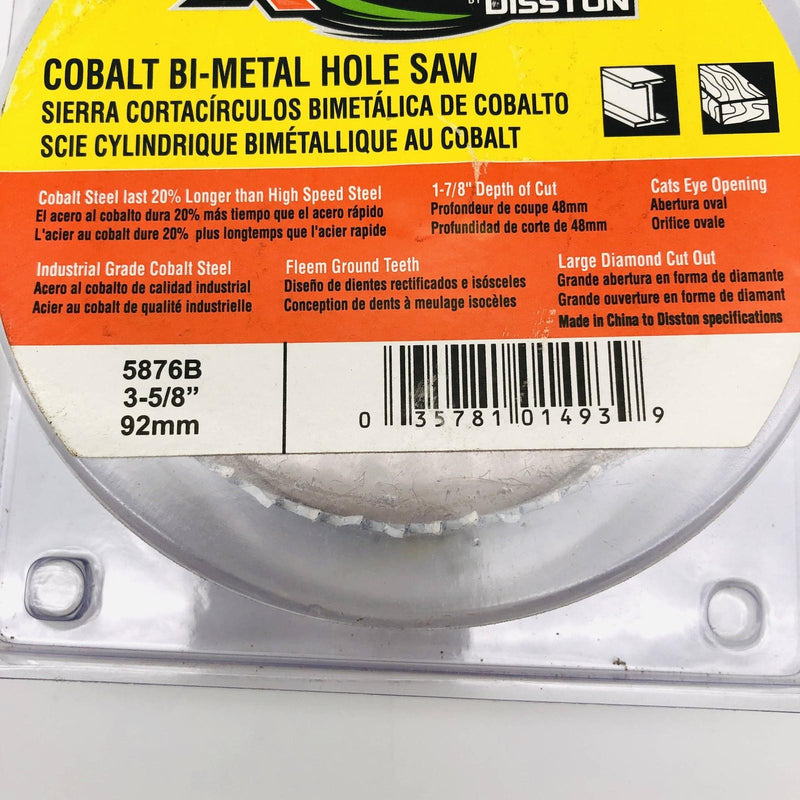 BY DISSTON
COBALT BI-METAL HOLE SAW
SIERRA CORTACÍRCULOS BIMETÁLICA DE COBALTO
SCIE CYLINDRIQUE BIMÉTALLIQUE AU COBALT
Cobalt Steel last 20% Longer than High Speed Steel
El acero al cobalto dura 20% más tiempo que el acero rápido
L'acier au cobalt dure 20% plus longtemps que l'acier rapide
1-7/8" Depth of Cut
Profondeur de coupe 48mm
Profundidad de corte de 48mm
Cats Eye Opening
Abertura oval
Orifice ovale
Industrial Grade Cobalt Steel
Acero al cobalto de calidad industrial
Acier au cobalt de qualité industrielle
Fleem Ground Teeth
Diseño de dientes rectificados e isósceles
Conception de dents à meulage isocèles
Large Diamond Cut Out
Grande abertura en forma de diamante
Grande ouverture en forme de diamant
Made in China to Disston specifications
5876B
3-5/8”
92mm
0 35781 01493 9